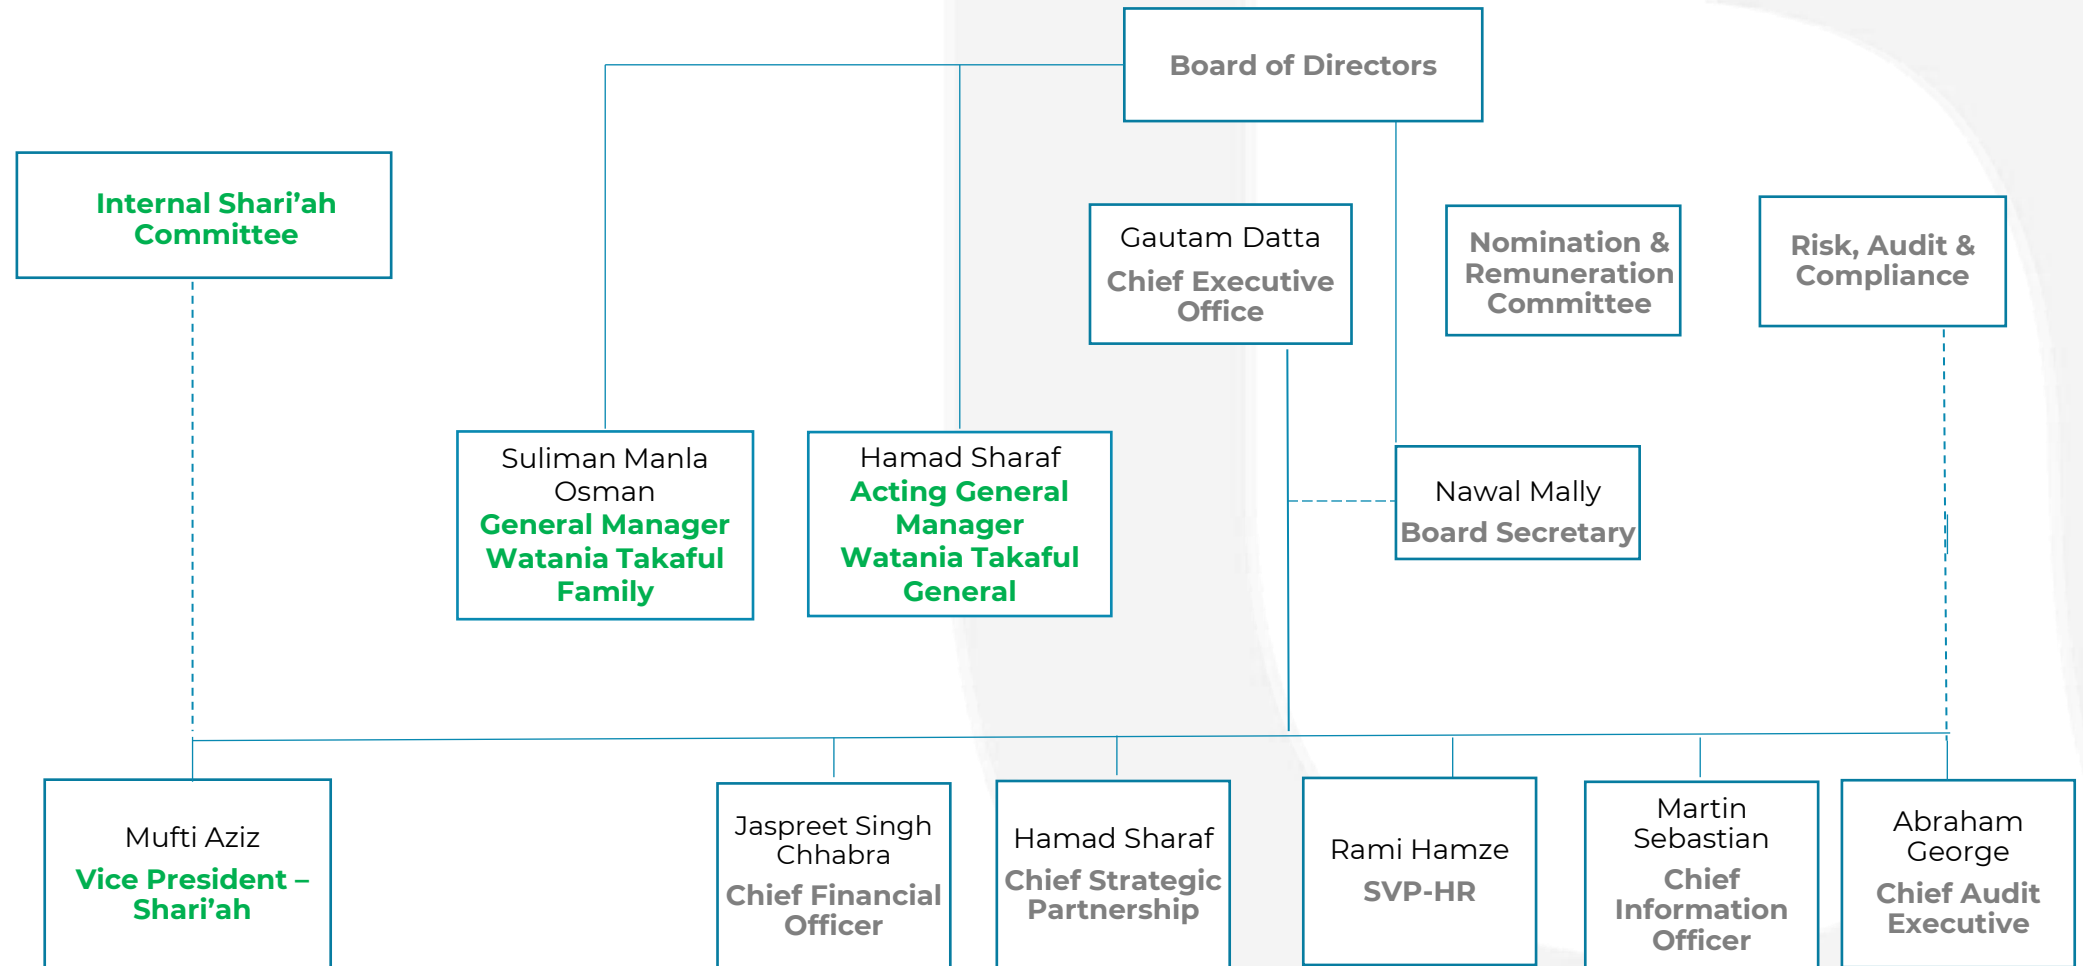 Board of Directors
Internal Shari’ah
Committee
Gautam Datta
Chief Executive
Office
Nomination &
Remuneration
Committee
Risk, Audit &
Compliance
Suliman Manla
Osman
General Manager
Watania Takaful
Family
Hamad Sharaf
Acting General
Manager
Watania Takaful
General
Nawal Mally
Board Secretary
Mufti Aziz
Vice President –
Shari’ah
Jaspreet Singh
Chhabra
Chief Financial
Officer
Hamad Sharaf
Chief Strategic
Partnership
Rami Hamze
SVP-HR
Martin
Sebastian
Chief
Information
Officer
Abraham
George
Chief Audit
Executive